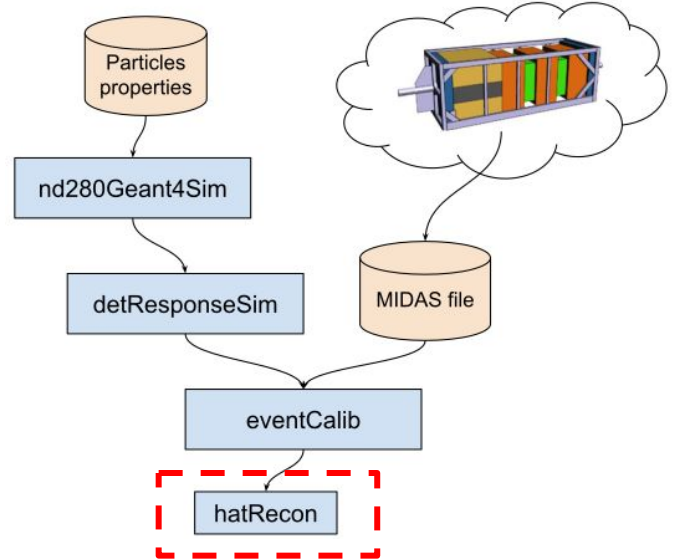 Particles
properties
nd280Geant4Sim
detResponseSim
MIDAS file
eventCalib
hatRecon